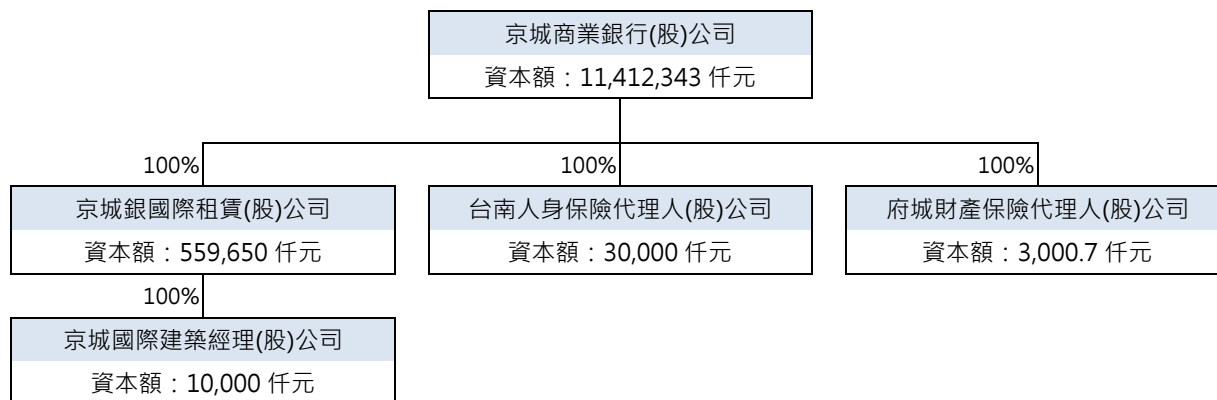 京城商業銀行(股)公司
資本額：11,412,343 仟元
100%
100%
100%
京城銀國際租賃(股)公司
資本額：559,650 仟元
台南人身保險代理人(股)公司
資本額：30,000 仟元
府城財產保險代理人(股)公司
資本額：3,000.7 仟元
100%
京城國際建築經理(股)公司
資本額：10,000 仟元